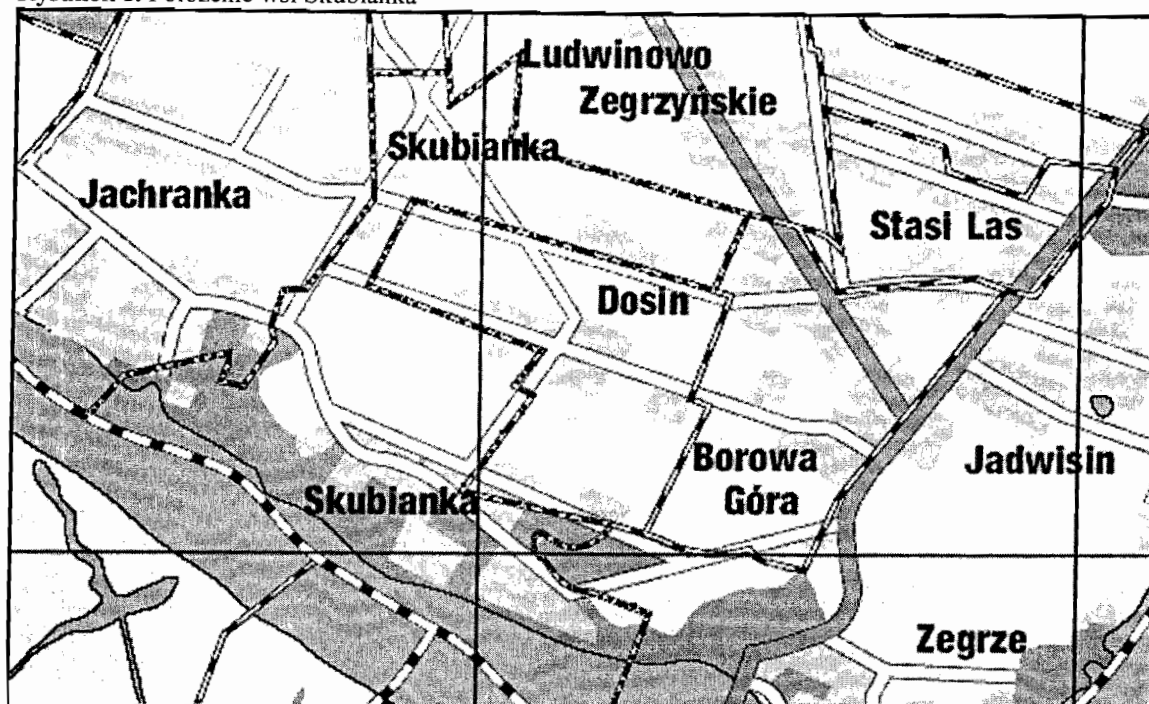 Ludwinowo
Zegrzyńskie
Skubianka
Jachranka
Stasi Las
Dosin
Borowa
Góra
Jadwisin
Skubianka
Zegrze